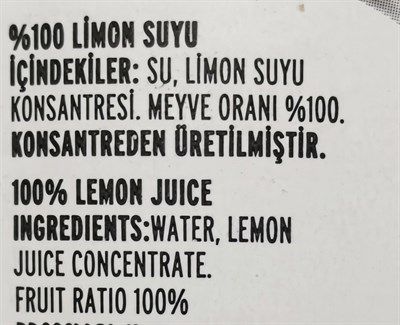 %100 LİMON SUYU
İÇİNDEKİLER: SU, LİMON SUYU
KONSANTRESİ. MEYVE ORANI %100.
KONSANTREDEN ÜRETİLMİŞTİR.
100% LEMON JUICE
INGREDIENTS:WATER, LEMON
JUICE CONCENTRATE.
FRUIT RATIO 100%